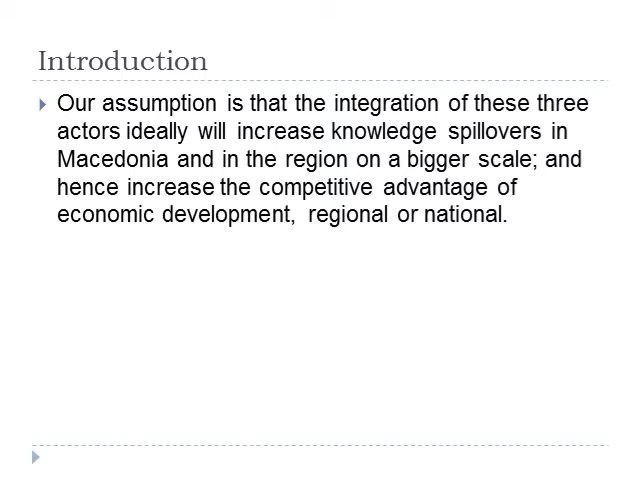 Introduction
Our assumption is that the integration of these three
actors ideally will increase knowledge spillovers in
Macedonia and in the region on a bigger scale; and
hence increase the competitive advantage of
economic development, regional or national.